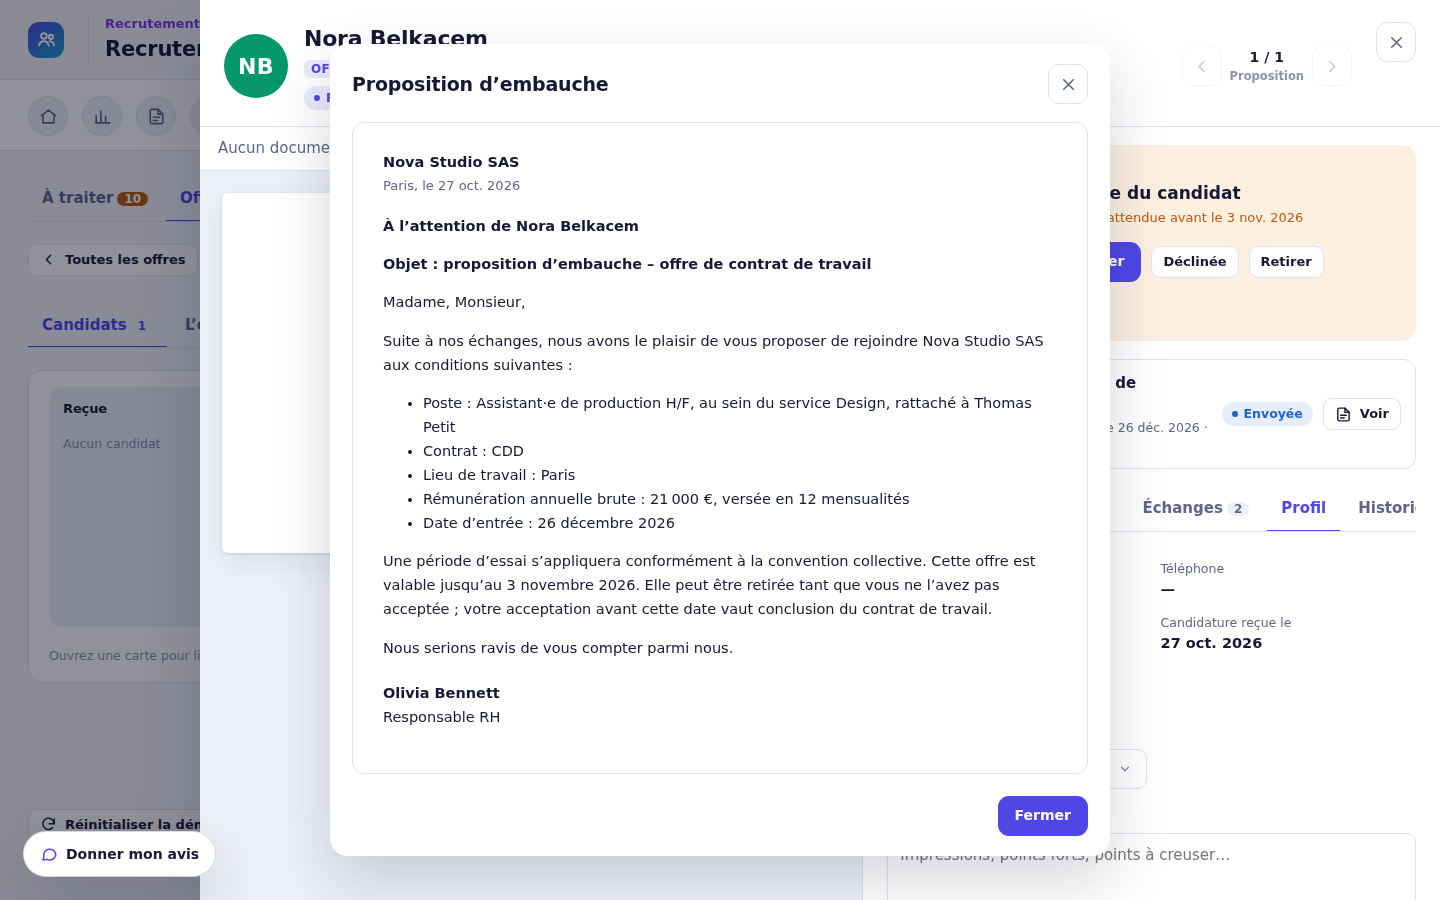 Recrutement
Nora Belkacem
NB
1 / 1
Proposition
Proposition d’embauche
Aucun docume
Nova Studio SAS
Paris, le 27 oct. 2026
À traiter 10
À l’attention de Nora Belkacem
Objet : proposition d’embauche – offre de contrat de travail
Toutes les offres
Madame, Monsieur,
Suite à nos échanges, nous avons le plaisir de vous proposer de rejoindre Nova Studio SAS
aux conditions suivantes :
Candidats 1
• Poste : Assistant·e de production H/F, au sein du service Design, rattaché à Thomas
Petit
• Contrat : CDD
• Lieu de travail : Paris
• Rémunération annuelle brute : 21 000 €, versée en 12 mensualités
• Date d’entrée : 26 décembre 2026
Reçue
Aucun candidat
Une période d’essai s’appliquera conformément à la convention collective. Cette offre est
valable jusqu’au 3 novembre 2026. Elle peut être retirée tant que vous ne l’avez pas
acceptée ; votre acceptation avant cette date vaut conclusion du contrat de travail.
Nous serions ravis de vous compter parmi nous.
Olivia Bennett
Responsable RH
Fermer
e du candidat
attendue avant le 3 nov. 2026
er
Déclinée
Retirer
de
e 26 déc. 2026 ·
Envoyée
Voir
Échanges 2
Profil
Histori
Téléphone
—
Candidature reçue le
27 oct. 2026
Ouvrez une carte pour li
Réinitialiser la dém
Donner mon avis
Impressions, points forts, points à creuser…